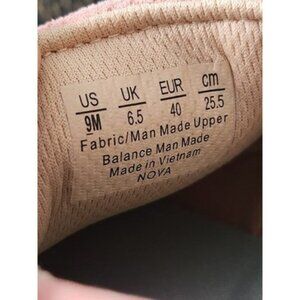 US UK EUR cm
9M 6.5 40 25.5
Fabric/Man Made Upper
Balance Man Made
Made in Vietnam
NOVA